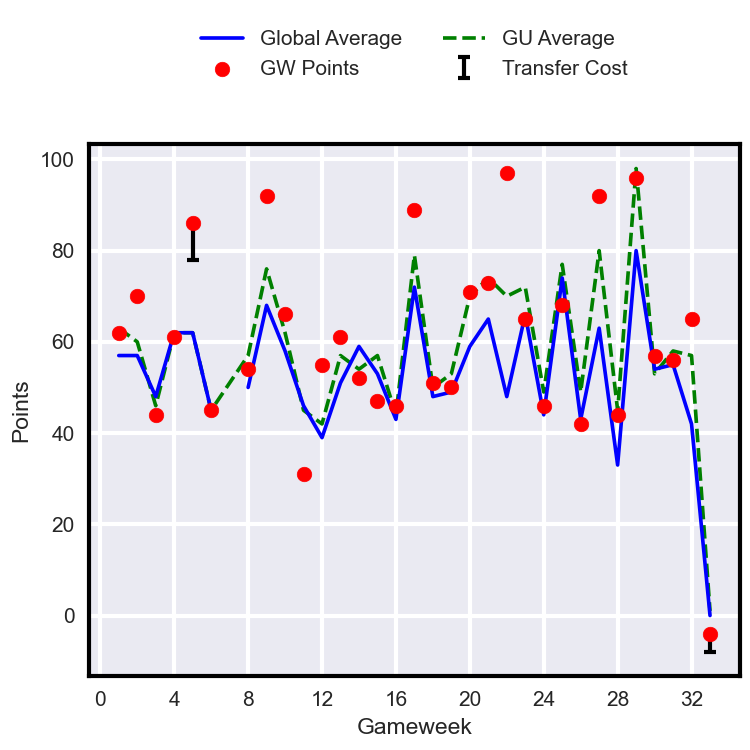 Global Average
GU Average
GW Points
Transfer Cost
100
80
60
40
20
0
Points
0 4 8 12 16 20 24 28 32
Gameweek